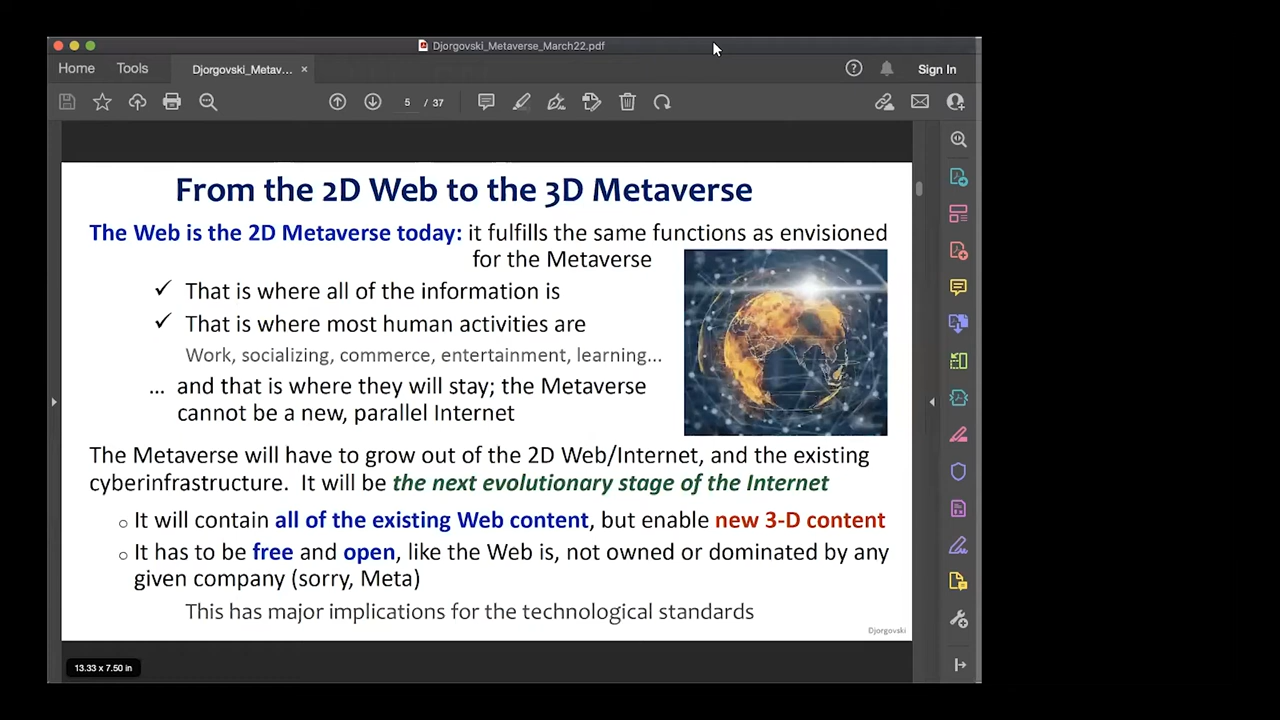 Djorgovski_Metaverse_March22.pdf
Home Tools Djorgovski_Metav... × Sign In
5 / 37
From the 2D Web to the 3D Metaverse
The Web is the 2D Metaverse today: it fulfills the same functions as envisioned
for the Metaverse
✓ That is where all of the information is
✓ That is where most human activities are
Work, socializing, commerce, entertainment, learning...
... and that is where they will stay; the Metaverse
cannot be a new, parallel Internet
The Metaverse will have to grow out of the 2D Web/Internet, and the existing
cyberinfrastructure. It will be the next evolutionary stage of the Internet
○ It will contain all of the existing Web content, but enable new 3-D content
○ It has to be free and open, like the Web is, not owned or dominated by any
given company (sorry, Meta)
This has major implications for the technological standards
Djorgovski
13.33 x 7.50 in